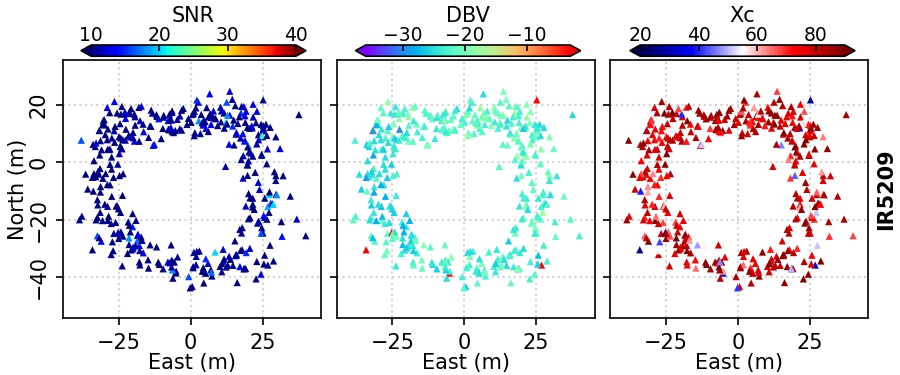 SNR DBV Xc
10 20 30 40 −30 −20 −10 20 40 60 80
20
0
−20
−40
North (m)
−25 0 25 −25 0 25 −25 0 25
East (m) East (m) East (m)
IR5209